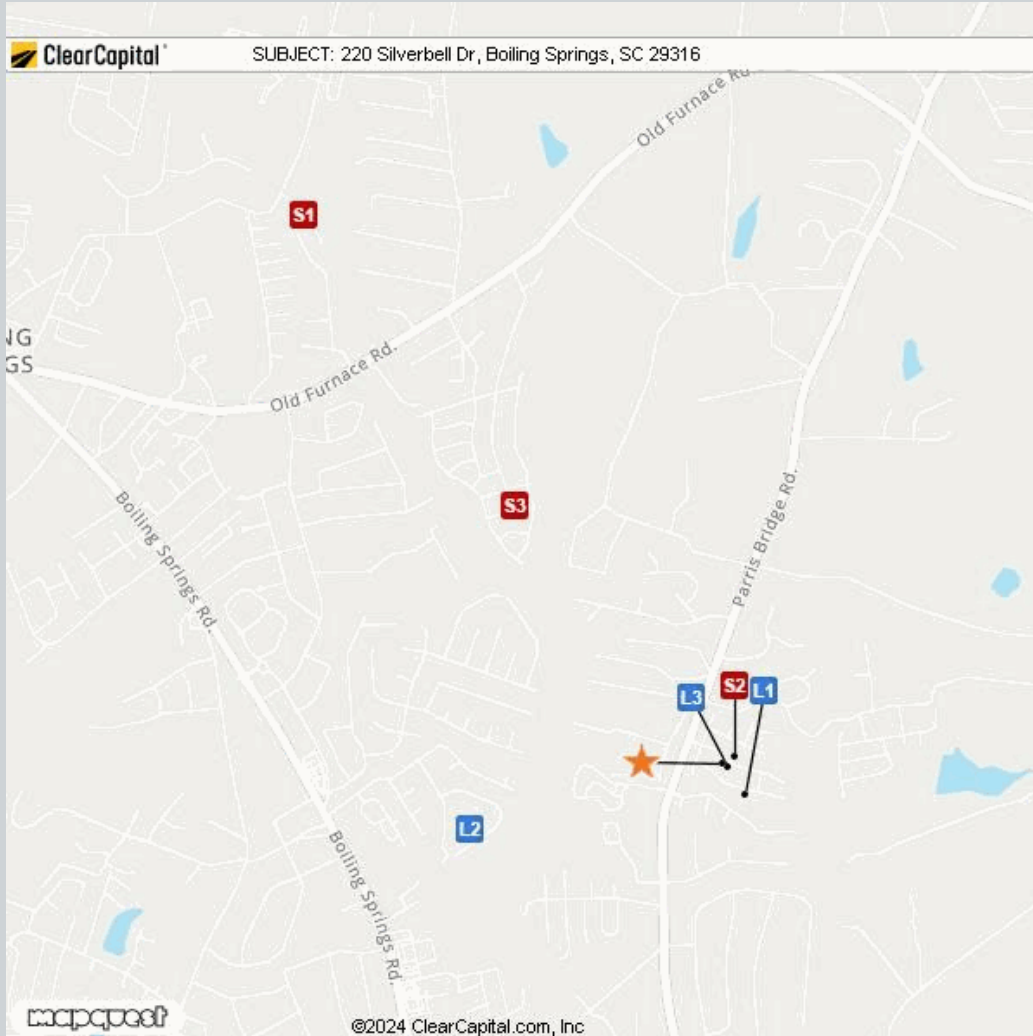 ClearCapital
SUBJECT: 220 Silverbell Dr, Boiling Springs, SC 29316
Old Furnace Rd.
S1
NG
GS
Old Furnace Rd.
S3
Boiling Springs Rd.
Parris Bridge Rd.
L3
S2
L1
L2
Boiling Springs Rd.
mapquest
©2024 ClearCapital.com, Inc